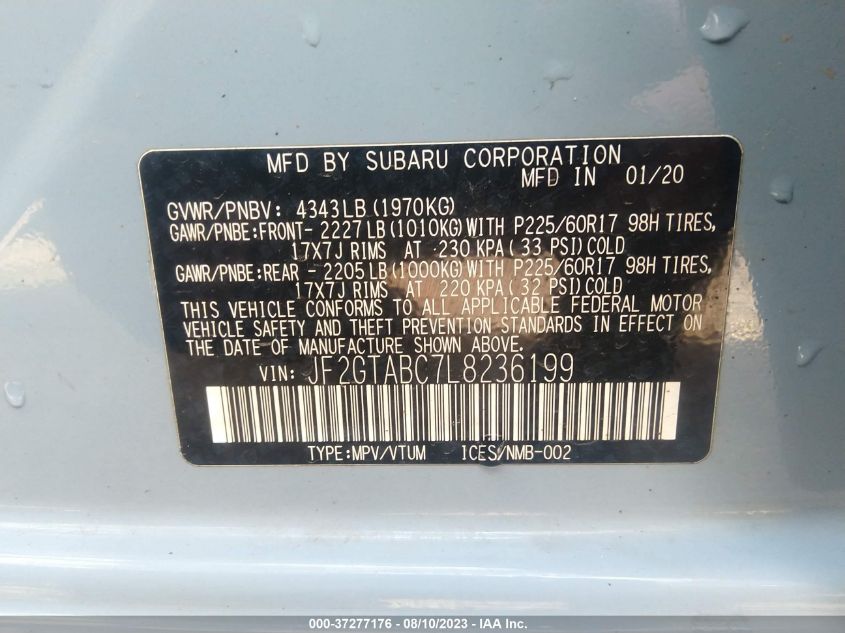 MFD BY SUBARU CORPORATION
MFD IN 01/20
GVWR/PNBV: 4343LB (1970KG)
GAWR/PNBE:FRONT- 2227LB (1010KG) WITH P225/60R17 98H TIRES,
17X7J RIMS AT 230 KPA ( 33 PSI) COLD
GAWR/PNBE:REAR - 2205LB (1000KG) WITH P225/60R17 98H TIRES,
17X7J RIMS AT 220 KPA ( 32 PSI) COLD
THIS VEHICLE CONFORMS TO ALL APPLICABLE FEDERAL MOTOR
VEHICLE SAFETY AND THEFT PREVENTION STANDARDS IN EFFECT ON
THE DATE OF MANUFACTURE SHOWN ABOVE.
VIN: JF2GTABC7L8236199
TYPE:MPV/VTUM ICES/NMB-002
000-37277176 - 08/10/2023 - IAA Inc.